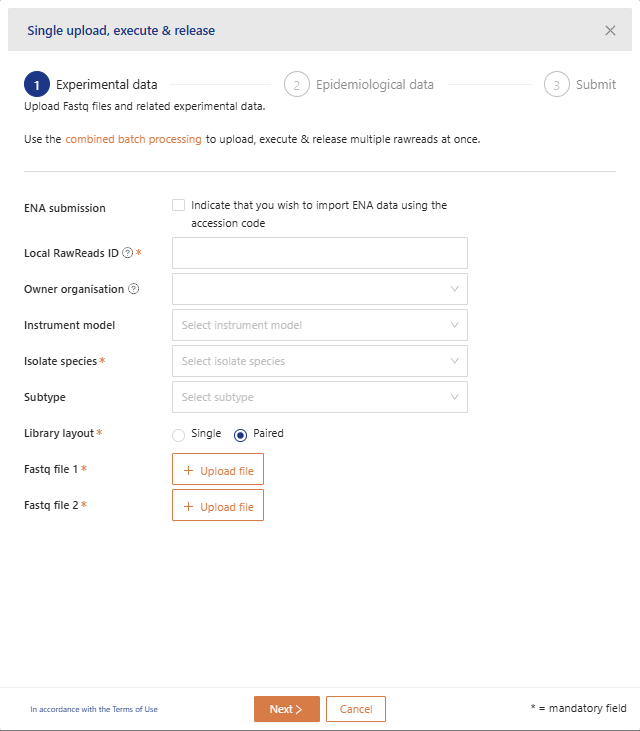 Single upload, execute & release
1 Experimental data 2 Epidemiological data 3 Submit
Upload Fastq files and related experimental data.
Use the combined batch processing to upload, execute & release multiple rawreads at once.
ENA submission
Indicate that you wish to import ENA data using the
accession code
Local RawReads ID ? *
Owner organisation ?
Instrument model Select instrument model
Isolate species * Select isolate species
Subtype Select subtype
Library layout * Single Paired
Fastq file 1 * + Upload file
Fastq file 2 * + Upload file
In accordance with the Terms of Use Next > Cancel * = mandatory field